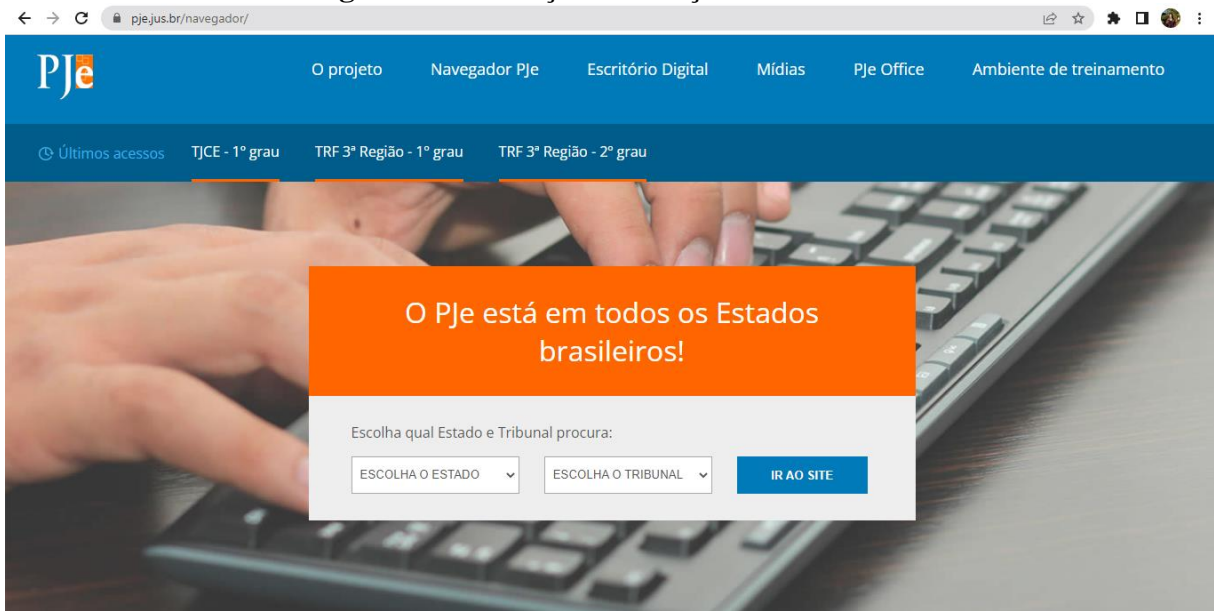 pje.jus.br/navegador/
PJe
O projeto Navegador PJe Escritório Digital Mídias PJe Office Ambiente de treinamento
Últimos acessos TJCE - 1º grau TRF 3ª Região - 1º grau TRF 3ª Região - 2º grau
O PJe está em todos os Estados
brasileiros!
Escolha qual Estado e Tribunal procura:
ESCOLHA O ESTADO ESCOLHA O TRIBUNAL IR AO SITE